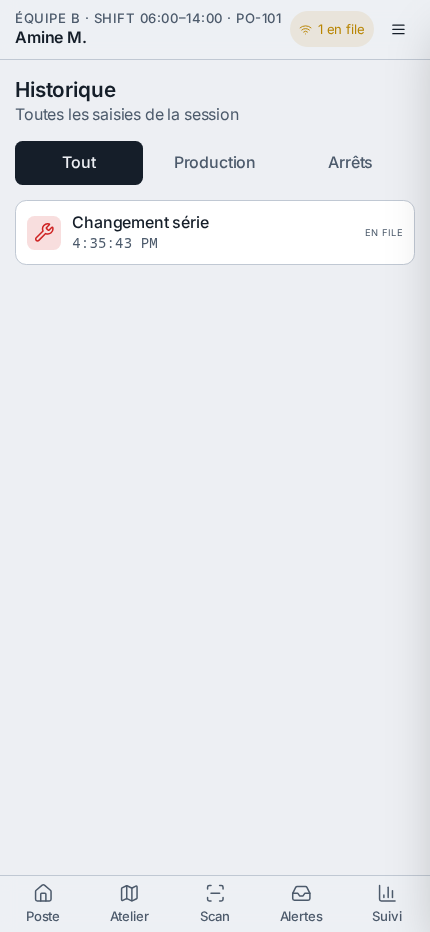 ÉQUIPE B · SHIFT 06:00–14:00 · PO-101
Amine M.
1 en file
Historique
Toutes les saisies de la session
Tout
Production
Arrêts
Changement série
4:35:43 PM
EN FILE
Poste
Atelier
Scan
Alertes
Suivi